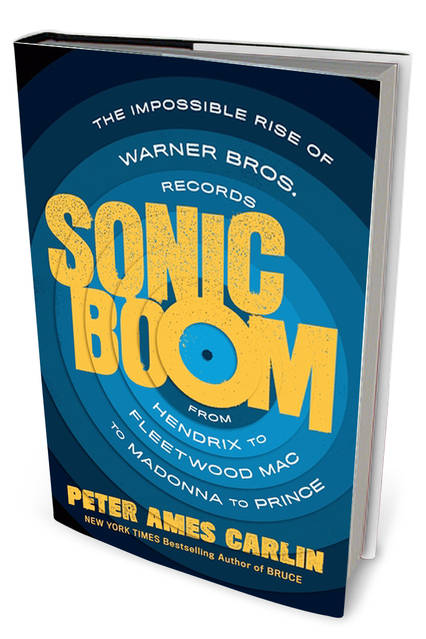 THE IMPOSSIBLE RISE OF
WARNER BROS.
RECORDS
SONIC
BOOM
FROM
HENDRIX TO
FLEETWOOD MAC
TO MADONNA TO PRINCE
PETER AMES CARLIN
NEW YORK TIMES Bestselling Author of BRUCE